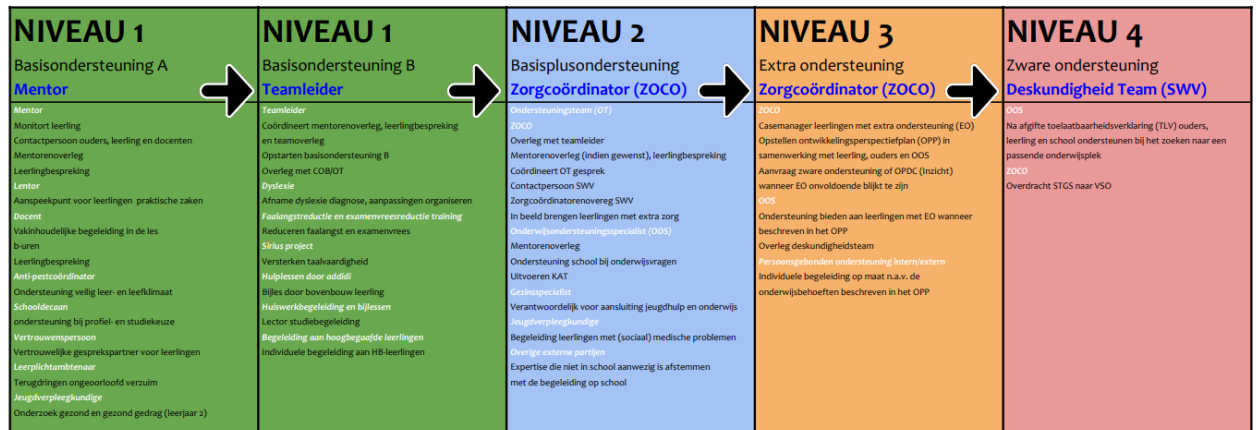 NIVEAU 1
Basisondersteuning A
Mentor
Mentor
Monitort leerling
Contactpersoon ouders, leerling en docenten
Mentorenoverleg
Leerlingbespreking
Lentor
Aanspeekpunt voor leerlingen praktische zaken
Docent
Vakinhoudelijke begeleiding in de les
b-uren
Leerlingbespreking
Anti-pestcoördinator
Ondersteuning veilig leer- en leefklimaat
Schooldecaan
ondersteuning bij profiel- en studiekeuze
Vertrouwenspersoon
Vertrouwelijke gesprekspartner voor leerlingen
Leerplichtambtenaar
Terugdringen ongeoorloofd verzuim
Jeugdverpleegkundige
Onderzoek gezond en gezond gedrag (leerjaar 2)
NIVEAU 1
Basisondersteuning B
Teamleider
Teamleider
Coördineert mentorenoverleg, leerlingbespreking
en teamoverleg
Opstarten basisondersteuning B
Overleg met COB/OT
Dyslexie
Afname dyslexie diagnose, aanpassingen organiseren
Faalangstreductie en examenvreesreductie training
Reduceren faalangst en examenvrees
Sirius project
Versterken taalvaardigheid
Hulplessen door addidi
Bijles door bovenbouw leerling
Huiswerkbegeleiding en bijlessen
Lector studiebegeleiding
Begeleiding aan hoogbegaafde leerlingen
Individuele begeleiding aan HB-leerlingen
NIVEAU 2
Basisplusondersteuning
Zorgcoördinator (ZOCO)
Ondersteuningsteam (OT)
ZOCO
Overleg met teamleider
Mentorenoverleg (indien gewenst), leerlingbespreking
Coördineert OT gesprek
Contactpersoon SWV
Zorgcoördinatorenovereg SWV
In beeld brengen leerlingen met extra zorg
Onderwijsondersteuningsspecialist (OOS)
Mentorenoverleg
Ondersteuning school bij onderwijsvragen
Uitvoeren KAT
Gezinsspecialist
Verantwoordelijk voor aansluiting jeugdhulp en onderwijs
Jeugdverpleegkundige
Begeleiding leerlingen met (sociaal) medische problemen
Overige externe partijen
Expertise die niet in school aanwezig is afstemmen
met de begeleiding op school
NIVEAU 3
Extra ondersteuning
Zorgcoördinator (ZOCO)
ZOCO
Casemanager leerlingen met extra ondersteuning (EO)
Opstellen ontwikkelingsperspectiefplan (OPP) in
samenwerking met leerling, ouders en OOS
Aanvraag zware ondersteuning of OPDC (Inzicht)
wanneer EO onvoldoende blijkt te zijn
OOS
Ondersteuning bieden aan leerlingen met EO wanneer
beschreven in het OPP
Overleg deskundigheidsteam
Persoonsgebonden ondersteuning intern/extern
Individuele begeleiding op maat n.a.v. de
onderwijsbehoeften beschreven in het OPP
NIVEAU 4
Zware ondersteuning
Deskundigheid Team (SWV)
OOS
Na afgifte toelaatbaarheidsverklaring (TLV) ouders,
leerling en school ondersteunen bij het zoeken naar een
passende onderwijsplek
ZOCO
Overdracht STGS naar VSO